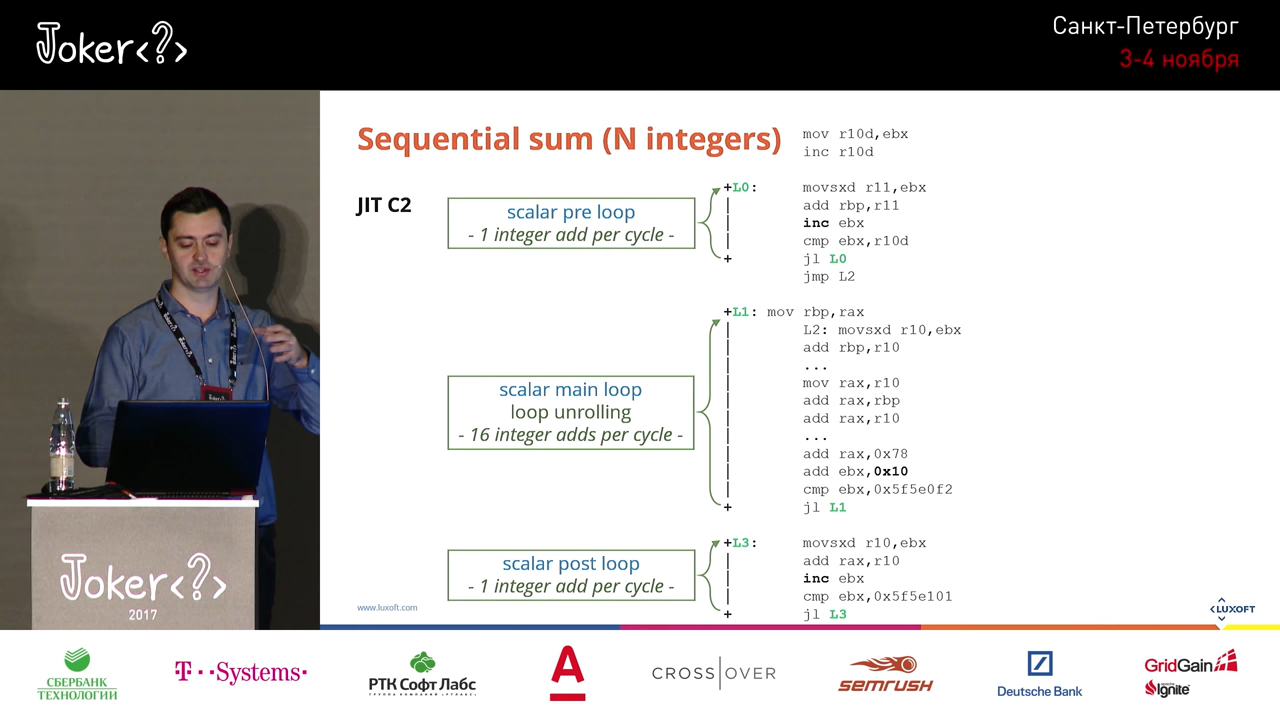 Joker<?>
Санкт-Петербург
3-4 ноября
Sequential sum (N integers)
JIT C2
mov r10d,ebx
inc r10d
scalar pre loop
- 1 integer add per cycle -
+L0: movsxd r11,ebx
| add rbp,r11
| inc ebx
| cmp ebx,r10d
+ jl L0
jmp L2
scalar main loop
loop unrolling
- 16 integer adds per cycle -
+L1: mov rbp,rax
| L2: movsxd r10,ebx
| add rbp,r10
| ...
| mov rax,r10
| add rax,rbp
| add rax,r10
| ...
| add rax,0x78
| add ebx,0x10
| cmp ebx,0x5f5e0f2
+ jl L1
scalar post loop
- 1 integer add per cycle -
+L3: movsxd r10,ebx
| add rax,r10
| inc ebx
| cmp ebx,0x5f5e101
+ jl L3
www.luxoft.com
<LUXOFT
Joker<?>
2017
СБЕРБАНК
ТЕХНОЛОГИИ
T··Systems·
РТК Софт Лабс
ГРУППА КОМПАНИЙ «РТЛАБС»
А
CROSS|OVER
semrush
Deutsche Bank
GridGain
Ignite